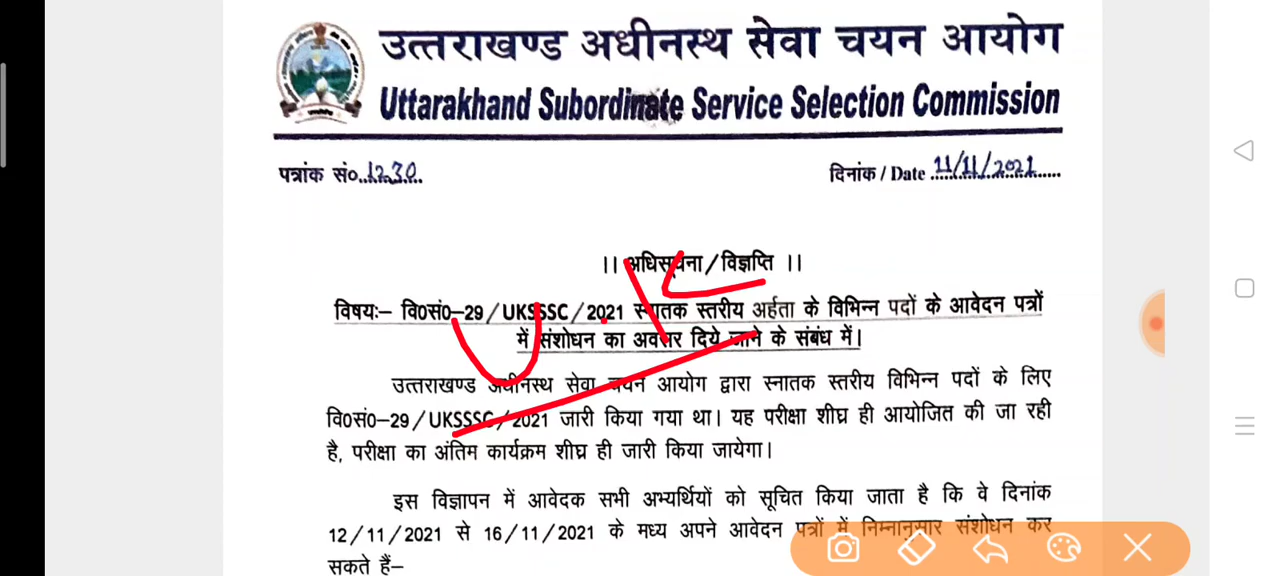 उत्तराखण्ड अधीनस्थ सेवा चयन आयोग
Uttarakhand Subordinate Service Selection Commission
पत्रांक सं०..1230..
दिनांक / Date ..11/11/2021.....
।। अधिसूचना/विज्ञप्ति ।।
विषयः- वि0सं0-29/UKSSSC/2021 स्नातक स्तरीय अर्हता के विभिन्न पदों के आवेदन पत्रों
में संशोधन का अवसर दिये जाने के संबंध में।
उत्तराखण्ड अधीनस्थ सेवा चयन आयोग द्वारा स्नातक स्तरीय विभिन्न पदों के लिए
वि0सं0-29/UKSSSC/2021 जारी किया गया था। यह परीक्षा शीघ्र ही आयोजित की जा रही
है, परीक्षा का अंतिम कार्यक्रम शीघ्र ही जारी किया जायेगा।
इस विज्ञापन में आवेदक सभी अभ्यर्थियों को सूचित किया जाता है कि वे दिनांक
12/11/2021 से 16/11/2021 के मध्य अपने आवेदन पत्रों में निम्नानुसार संशोधन कर
सकते हैं-
UK